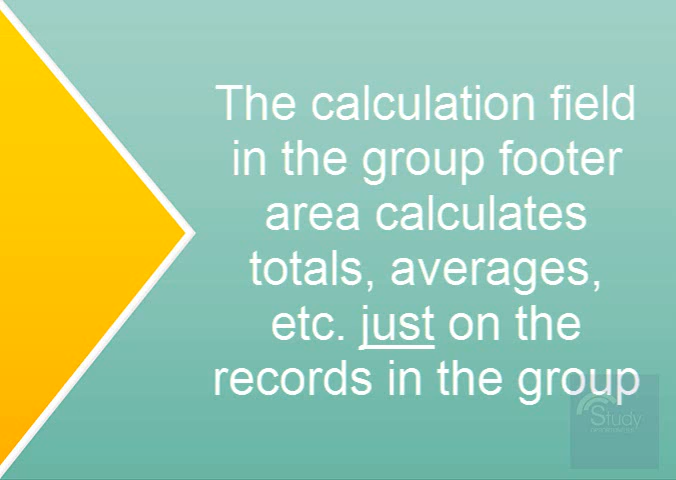 The calculation field
in the group footer
area calculates
totals, averages,
etc. just on the
records in the group
Study